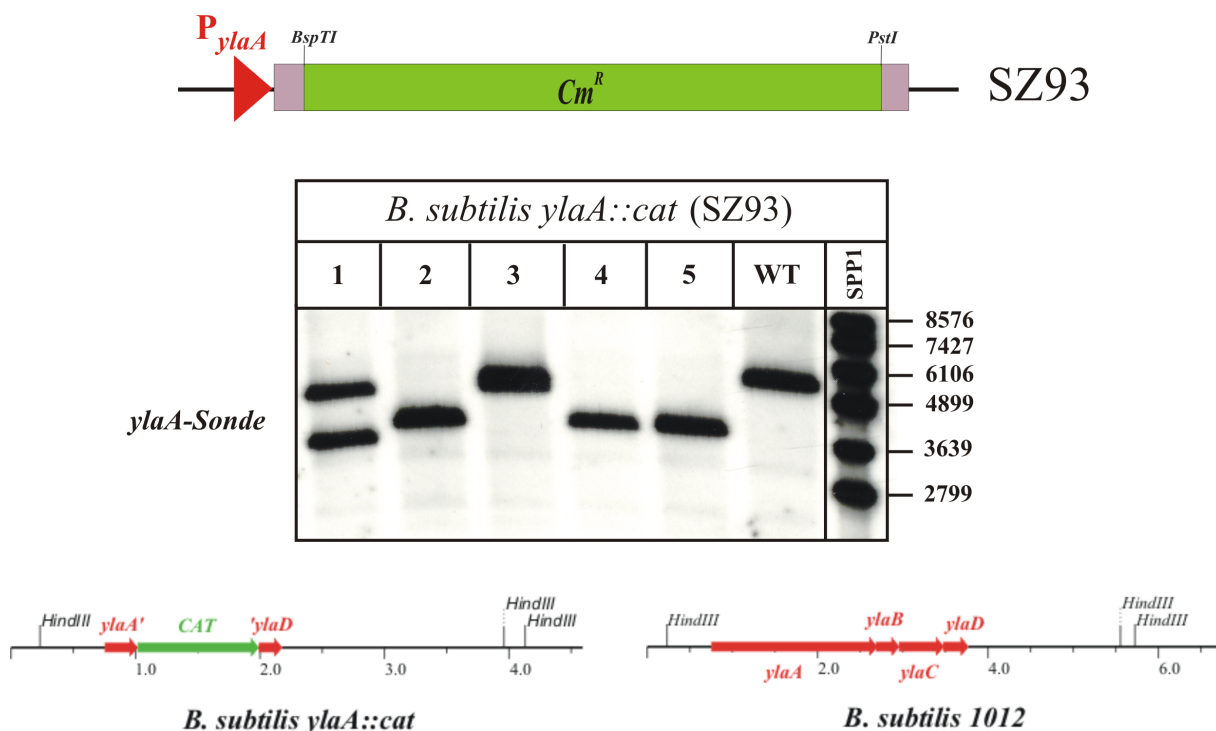 PylaA
BspTI
PstI
CmR
SZ93
B. subtilis ylaA::cat (SZ93)
1 2 3 4 5 WT SPP1
ylaA-Sonde
8576
7427
6106
4899
3639
2799
HindIII ylaA' CAT 'ylaD HindIII HindIII
1.0 2.0 3.0 4.0
B. subtilis ylaA::cat
HindIII ylaB ylaD HindIII HindIII
ylaA 2.0 ylaC 4.0 6.0
B. subtilis 1012